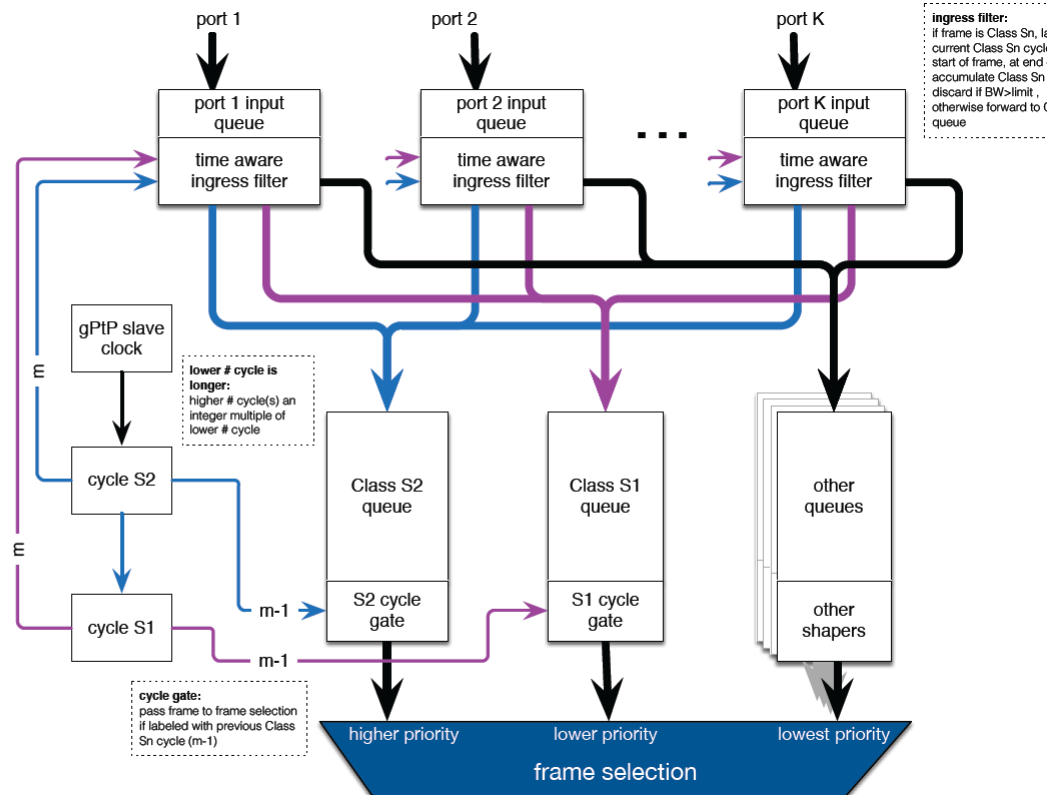 port 1
port 2
port K
ingress filter:
if frame is Class Sn, la
current Class Sn cycle
start of frame, at end
accumulate Class Sn
discard if BW>limit ,
otherwise forward to
queue
port 1 input
queue
port 2 input
queue
port K input
queue
...
time aware
ingress filter
time aware
ingress filter
time aware
ingress filter
gPtP slave
clock
m
lower # cycle is
longer:
higher # cycle(s) an
integer multiple of
lower # cycle
cycle S2
Class S2
queue
Class S1
queue
other
queues
m
cycle S1
m-1
S2 cycle
gate
S1 cycle
gate
other
shapers
m-1
cycle gate:
pass frame to frame selection
if labeled with previous Class
Sn cycle (m-1)
higher priority
lower priority
lowest priority
frame selection